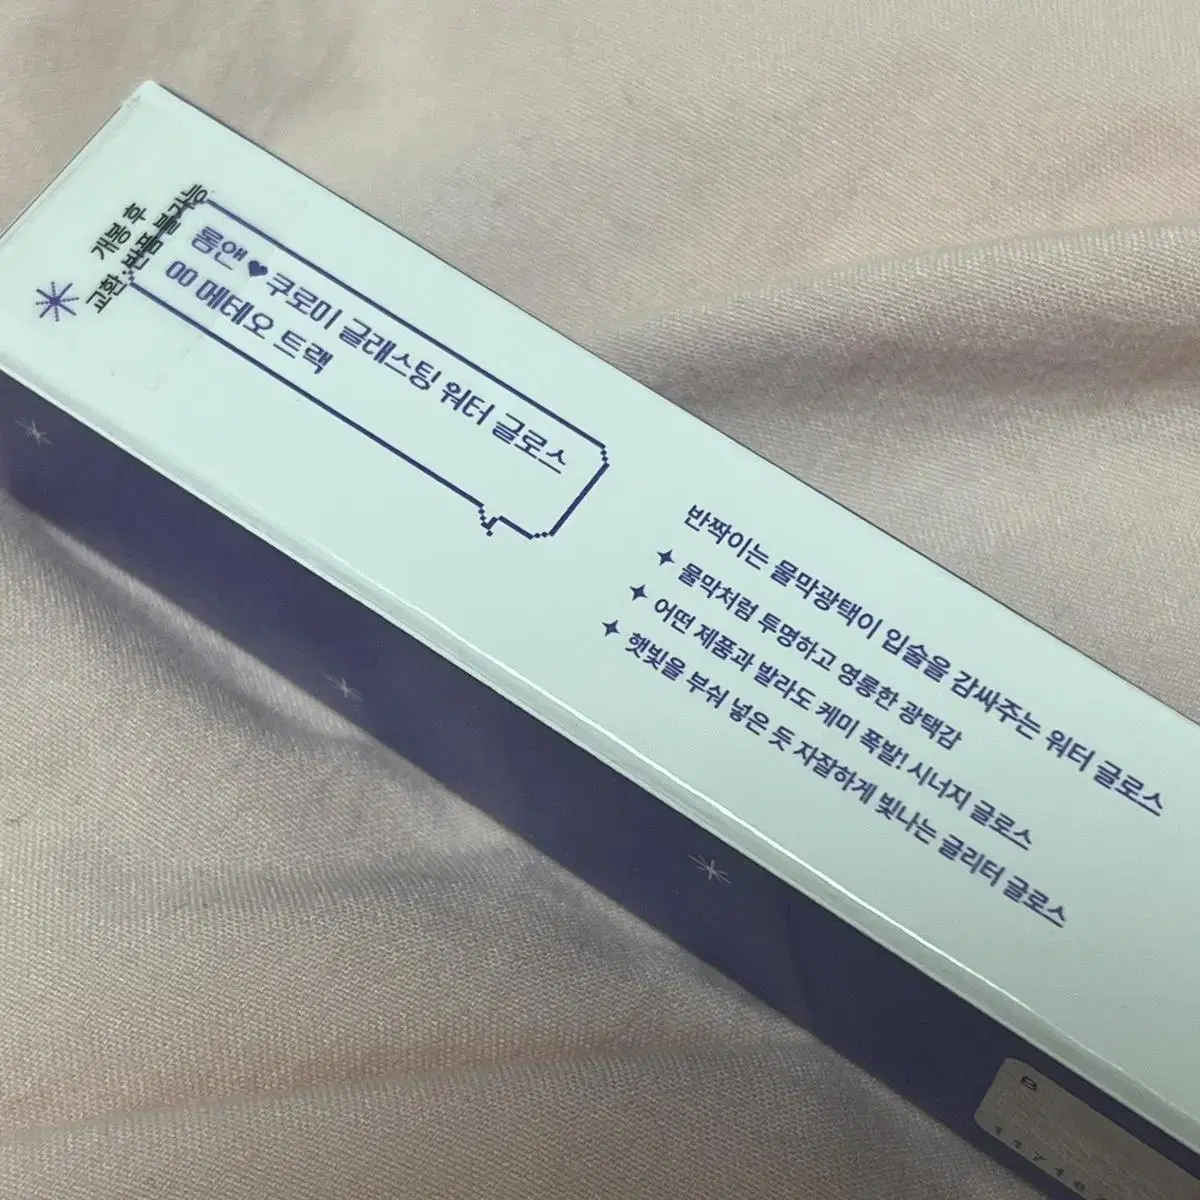 개봉 후
교환·반품 불가능
롬앤♥쿠로미 글래스팅 워터 글로스
00 메테오 트랙
반짝이는 물막광택이 입술을 감싸주는 워터 글로스
✦ 물막처럼 투명하고 영롱한 광택감
✦ 어떤 제품과 발라도 케미 폭발! 시너지 글로스
✦ 햇빛을 부숴 넣은 듯 자잘하게 빛나는 글리터 글로스
B
11716